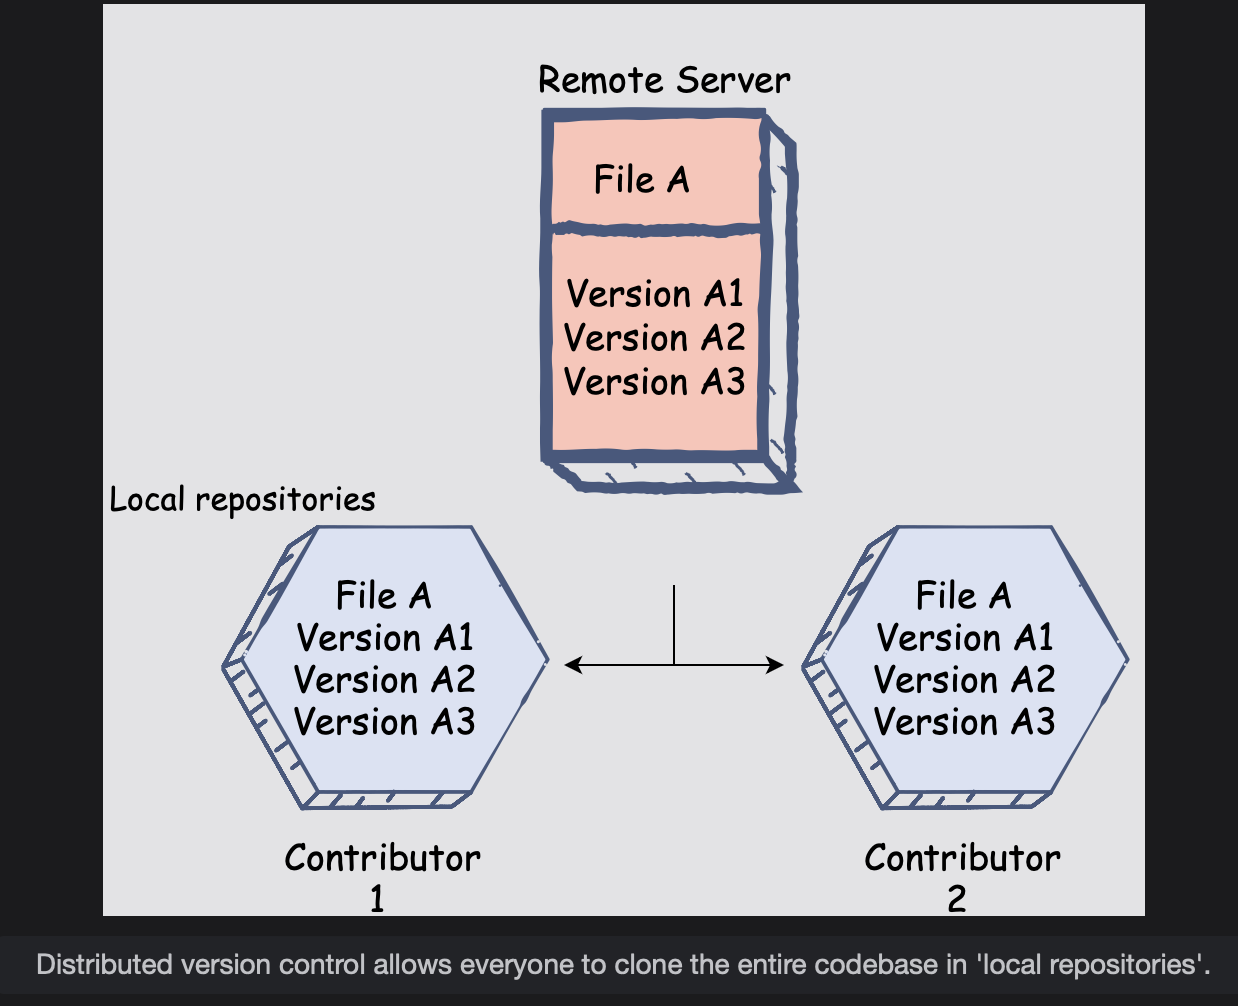 Remote Server
File A
Version A1
Version A2
Version A3
Local repositories
File A
Version A1
Version A2
Version A3
Contributor
1
File A
Version A1
Version A2
Version A3
Contributor
2
Distributed version control allows everyone to clone the entire codebase in 'local repositories'.